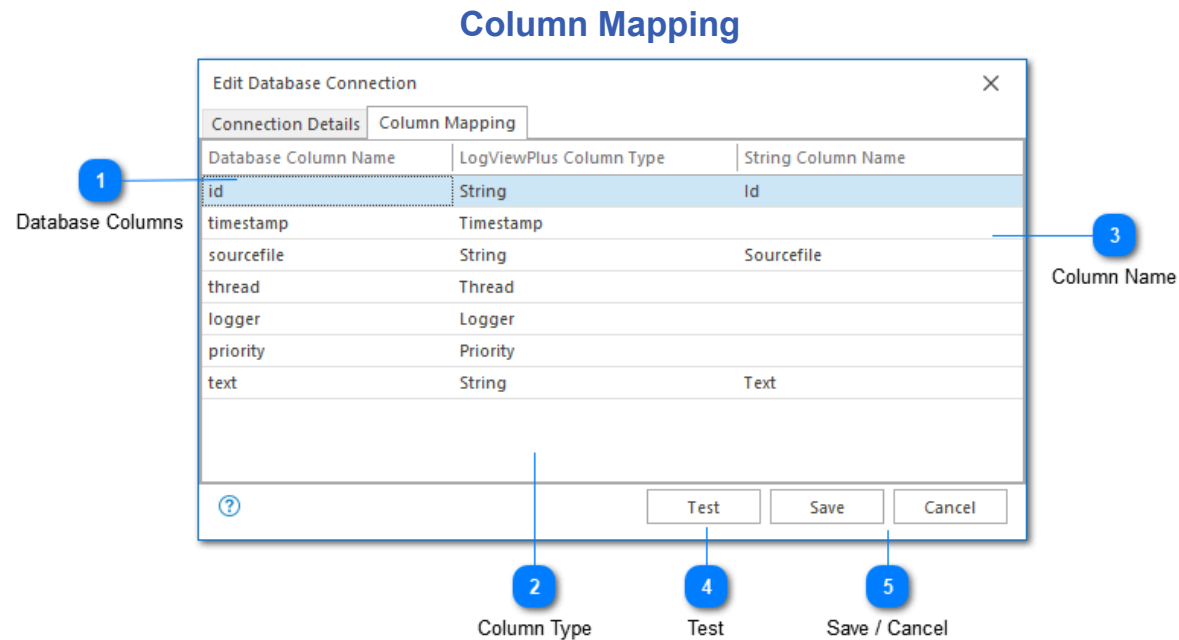 Column Mapping
Edit Database Connection
Connection Details Column Mapping
Database Column Name LogViewPlus Column Type String Column Name
id String Id
timestamp Timestamp
sourcefile String Sourcefile
thread Thread
logger Logger
priority Priority
text String Text
? Test Save Cancel
1
Database Columns
3
Column Name
2 4 5
Column Type Test Save / Cancel